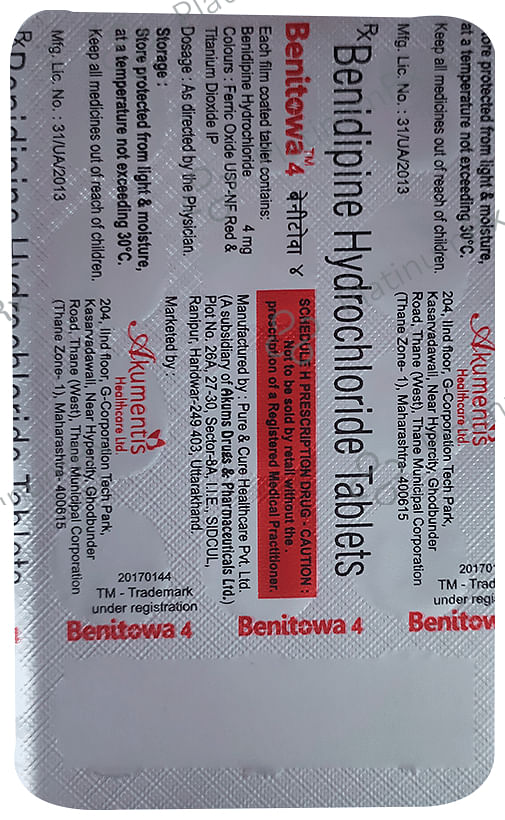 ore protected from light & moisture,
at a temperature not exceeding 30°C.
Keep all medicines out of reach of children.
Mfg. Lic. No. : 31/UA/2013
Akumentis
Healthcare Ltd.
204, IInd floor, G-Corporation Tech Park,
Kasarvadawali, Near Hypercity, Ghodbunder
Road, Thane (West), Thane Municipal Corporation
(Thane Zone- 1), Maharashtra- 400615
20170
TM - Trad
under regi
Benitow
Rx Benidipine Hydrochloride Tablets
Benitowa™ 4 बेनीटोवा ४
Each film coated tablet contains:
Benidipine Hydrochloride 4 mg
Colours : Ferric Oxide USP-NF Red &
Titanium Dioxide IP
Dosage : As directed by the Physician.
Storage :
Store protected from light & moisture,
at a temperature not exceeding 30°C.
Keep all medicines out of reach of children.
Mfg. Lic. No. : 31/UA/2013
SCHEDULE H PRESCRIPTION DRUG - CAUTION :
Not to be sold by retail without the
prescription of a Registered Medical Practitioner.
Manufactured by : Pure & Cure Healthcare Pvt. Ltd.
(A subsidiary of Akums Drugs & Pharmaceuticals Ltd.)
Plot No. 26A, 27-30, Sector-8A, I.I.E., SIDCUL,
Ranipur, Haridwar-249 403, Uttarakhand.
Marketed by :
Akumentis
Healthcare Ltd.
204, IInd floor, G-Corporation Tech Park,
Kasarvadawali, Near Hypercity, Ghodbunder
Road, Thane (West), Thane Municipal Corporation
(Thane Zone- 1), Maharashtra- 400615
20170144
TM - Trademark
under registration
Benitowa 4
Benitowa 4
Rx Benidipine Hydrochloride Tablets